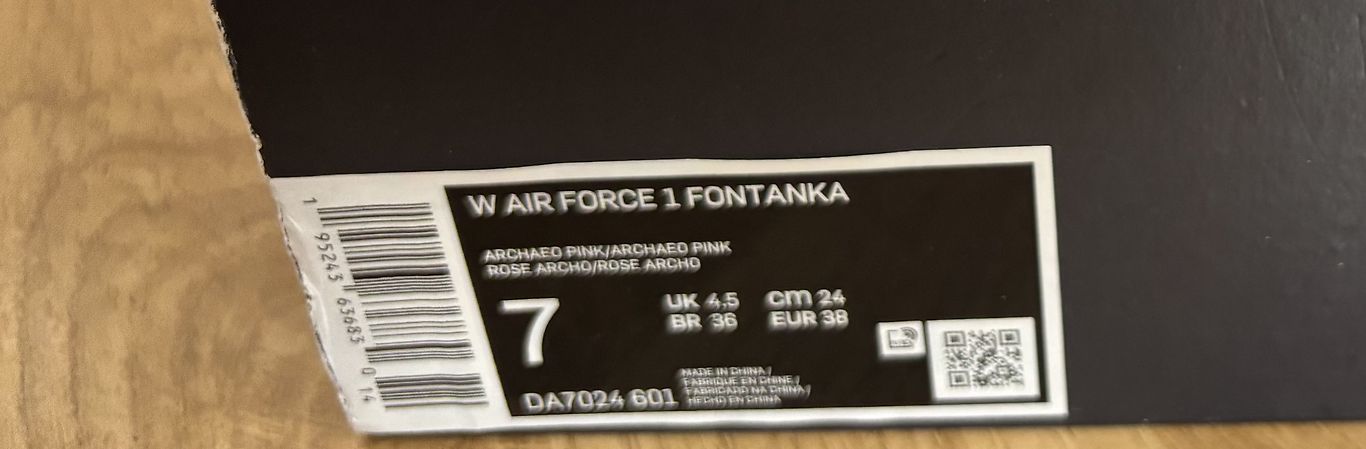 W AIR FORCE 1 FONTANKA
ARCHAEO PINK/ARCHAEO PINK
ROSE ARCHO/ROSE ARCHO
7
UK 4,5 cm 24
BR 36 EUR 38
DA7024 601
MADE IN CHINA /
FABRIQUE EN CHINE /
FABRICADO NA CHINA /
HECHO EN CHINA
1 95243 63683 0 14